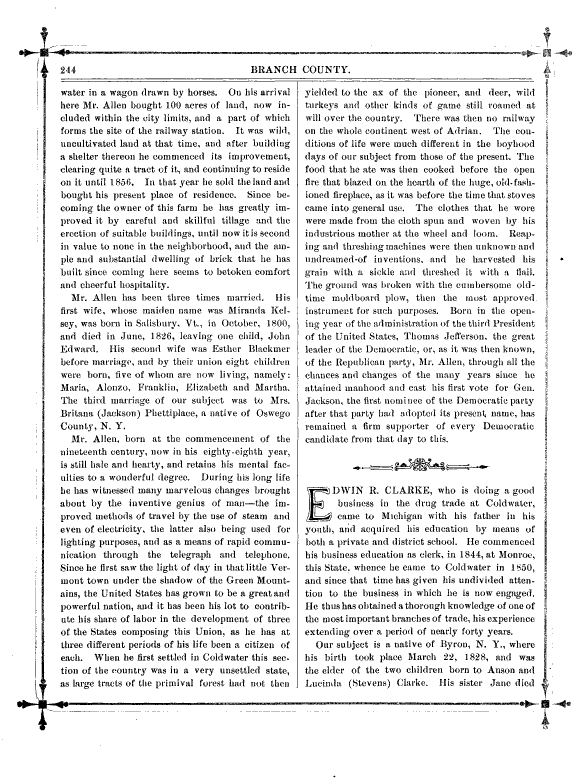 244
BRANCH COUNTY.
water in a wagon drawn by horses. On his arrival
here Mr. Allen bought 100 acres of land, now in-
cluded within the city limits, and a part of which
forms the site of the railway station. It was wild,
uncultivated land at that time, and after building
a shelter thereon he commenced its improvement,
clearing quite a tract of it, and continuing to reside
on it until 1856. In that year he sold the land and
bought his present place of residence. Since be-
coming the owner of this farm he has greatly im-
proved it by careful and skillful tillage and the
erection of suitable buildings, until now it is second
in value to none in the neighborhood, and the am-
ple and substantial dwelling of brick that he has
built since coming here seems to betoken comfort
and cheerful hospitality.
Mr. Allen has been three times married. His
first wife, whose maiden name was Miranda Kel-
sey, was born in Salisbury, Vt., in October, 1800,
and died in June, 1826, leaving one child, John
Edward. His second wife was Esther Blackmer
before marriage, and by their union eight children
were born, five of whom are now living, namely:
Maria, Alonzo, Franklin, Elizabeth and Martha.
The third marriage of our subject was to Mrs.
Britana (Jackson) Phettiplace, a native of Oswego
County, N. Y.
Mr. Allen, born at the commencement of the
nineteenth century, now in his eighty-eighth year,
is still hale and hearty, and retains his mental fac-
ulties to a wonderful degree. During his long life
he has witnessed many marvelous changes brought
about by the inventive genius of man—the im-
proved methods of travel by the use of steam and
even of electricity, the latter also being used for
lighting purposes, and as a means of rapid commu-
nication through the telegraph and telephone.
Since he first saw the light of day in that little Ver-
mont town under the shadow of the Green Mount-
ains, the United States has grown to be a great and
powerful nation, and it has been his lot to contrib-
ute his share of labor in the development of three
of the States composing this Union, as he has at
three different periods of his life been a citizen of
each. When he first settled in Coldwater this sec-
tion of the country was in a very unsettled state,
as large tracts of the primival forest had not then
yielded to the ax of the pioneer, and deer, wild
turkeys and other kinds of game still roamed at
will over the country. There was then no railway
on the whole continent west of Adrian. The con-
ditions of life were much different in the boyhood
days of our subject from those of the present. The
food that he ate was then cooked before the open
fire that blazed on the hearth of the huge, old-fash-
ioned fireplace, as it was before the time that stoves
came into general use. The clothes that he wore
were made from the cloth spun and woven by his
industrious mother at the wheel and loom. Reap-
ing and threshing machines were then unknown and
undreamed-of inventions, and he harvested his
grain with a sickle and threshed it with a flail.
The ground was broken with the cumbersome old-
time moldboard plow, then the most approved
instrument for such purposes. Born in the open-
ing year of the administration of the third President
of the United States, Thomas Jefferson, the great
leader of the Democratic, or, as it was then known,
of the Republican party, Mr. Allen, through all the
chances and changes of the many years since he
attained manhood and cast his first vote for Gen.
Jackson, the first nominee of the Democratic party
after that party had adopted its present name, has
remained a firm supporter of every Democratic
candidate from that day to this.
EDWIN R. CLARKE, who is doing a good
business in the drug trade at Coldwater,
came to Michigan with his father in his
youth, and acquired his education by means of
both a private and district school. He commenced
his business education as clerk, in 1844, at Monroe,
this State, whence he came to Coldwater in 1850,
and since that time has given his undivided atten-
tion to the business in which he is now engaged.
He thus has obtained a thorough knowledge of one of
the most important branches of trade, his experience
extending over a period of nearly forty years.
Our subject is a native of Byron, N. Y., where
his birth took place March 22, 1828, and was
the elder of the two children born to Anson and
Lucinda (Stevens) Clarke. His sister Jane died